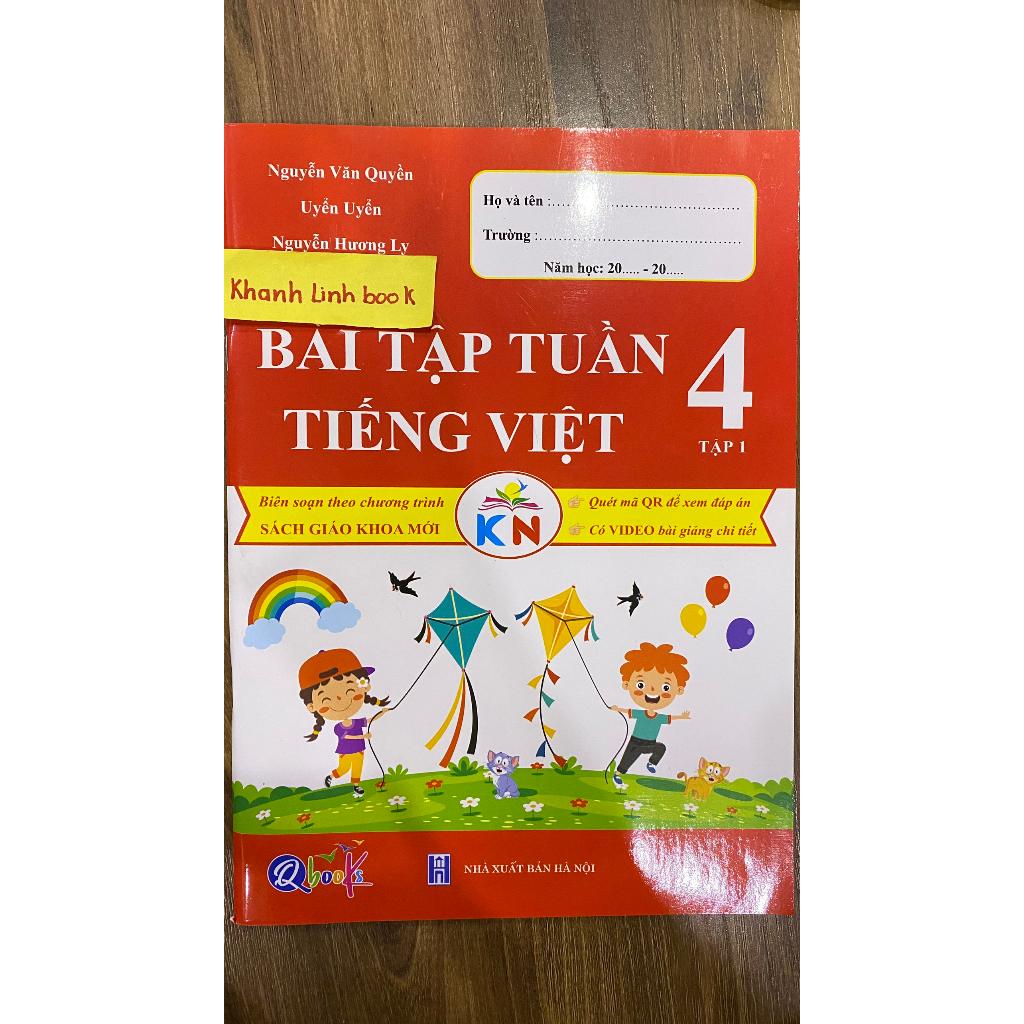 Nguyễn Văn Quyền
Uyển Uyển
Nguyễn Hương Ly
Khanh Linh book
Họ và tên :..........................................
Trường :..............................................
Năm học: 20..... - 20.....
BÀI TẬP TUẦN
TIẾNG VIỆT
4
TẬP 1
Biên soạn theo chương trình
SÁCH GIÁO KHOA MỚI
KN
Quét mã QR để xem đáp án
Có VIDEO bài giảng chi tiết
Qbooks
NHÀ XUẤT BẢN HÀ NỘI